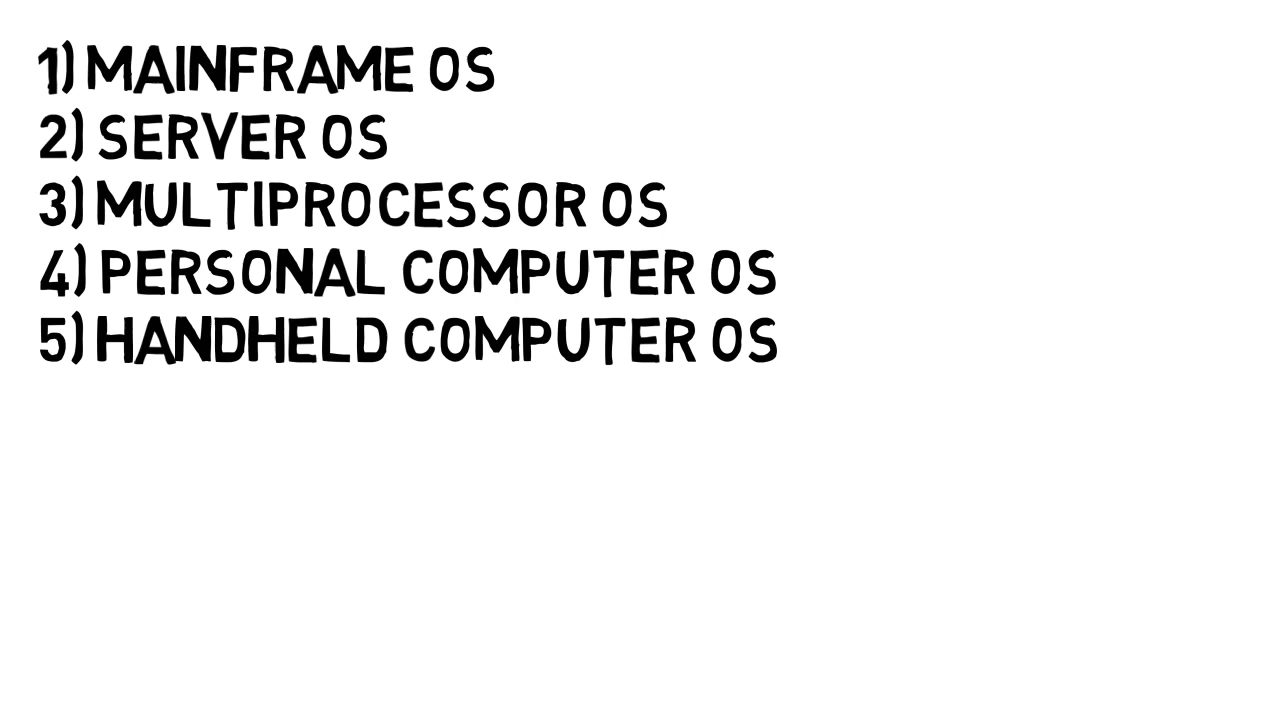 1) MAINFRAME OS
2) SERVER OS
3) MULTIPROCESSOR OS
4) PERSONAL COMPUTER OS
5) HANDHELD COMPUTER OS